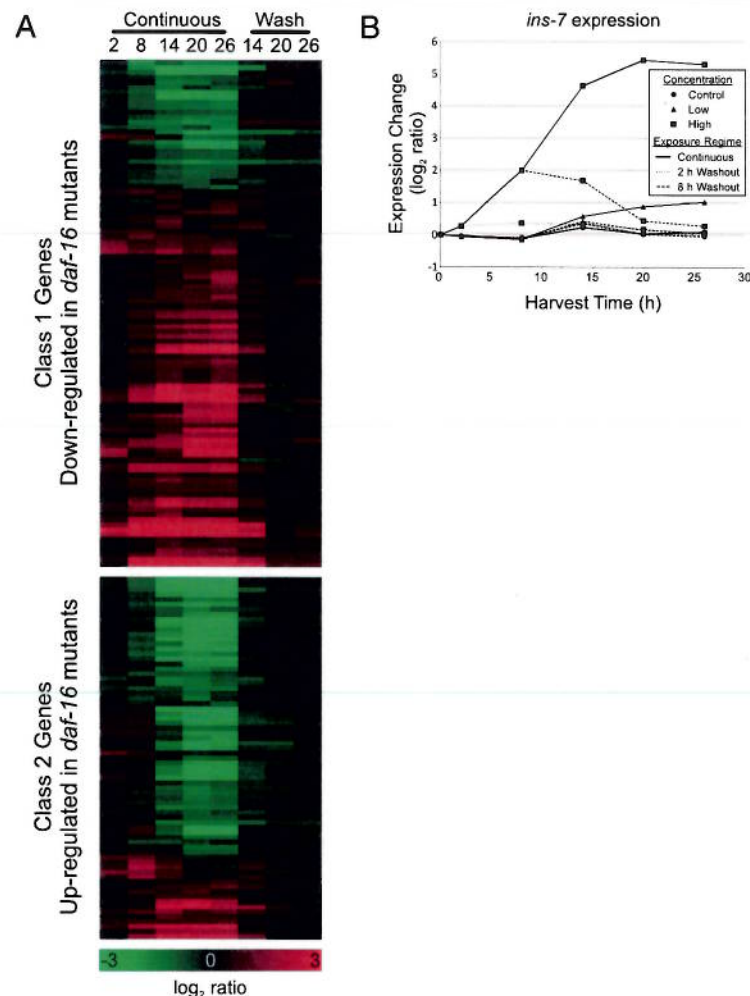 A
Continuous Wash
2 8 14 20 26 14 20 26
Class 1 Genes
Down-regulated in daf-16 mutants
Class 2 Genes
Up-regulated in daf-16 mutants
-3 0 3
log₂ ratio
B
ins-7 expression
Expression Change
(log₂ ratio)
6
5
4
3
2
1
0
-1
0 5 10 15 20 25 30
Harvest Time (h)
Concentration
Control
Low
High
Exposure Regime
Continuous
2 h Washout
8 h Washout